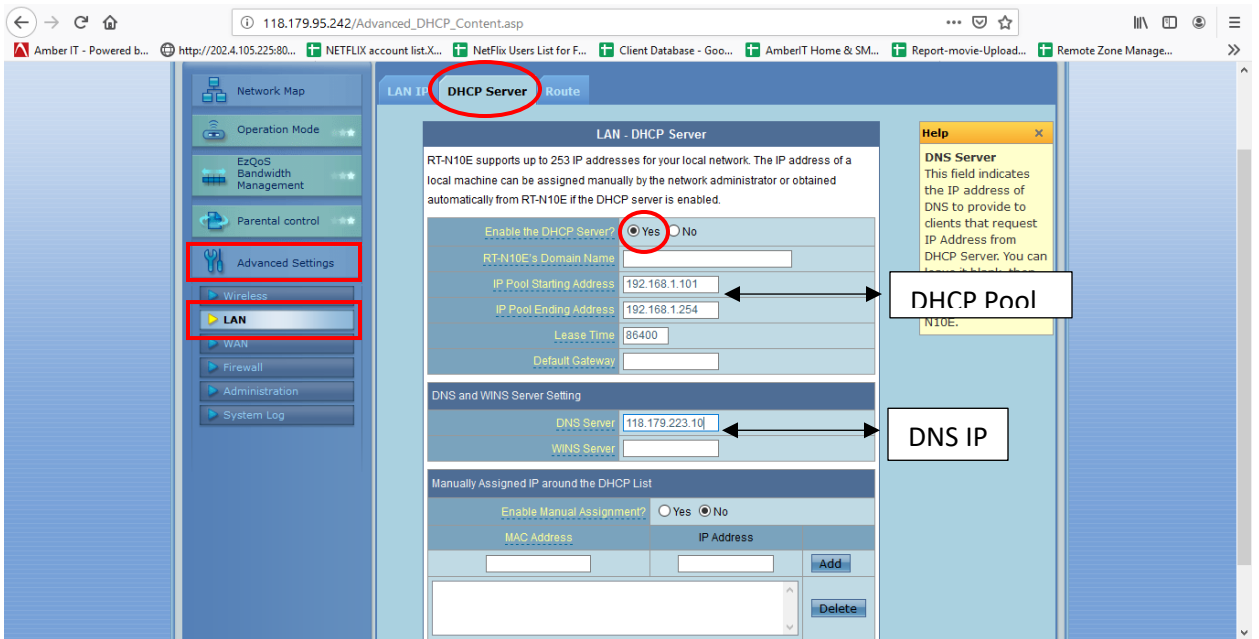 118.179.95.242/Advanced_DHCP_Content.asp
Amber IT - Powered b... http://202.4.105.225:80... NETFLIX account list.X... NetFlix Users List for F... Client Database - Goo... AmberIT Home & SM... Report-movie-Upload... Remote Zone Manage...
Network Map
Operation Mode
EzQoS
Bandwidth
Management
Parental control
Advanced Settings
Wireless
LAN
WAN
Firewall
Administration
System Log
LAN IP DHCP Server Route
LAN - DHCP Server
RT-N10E supports up to 253 IP addresses for your local network. The IP address of a
local machine can be assigned manually by the network administrator or obtained
automatically from RT-N10E if the DHCP server is enabled.
Enable the DHCP Server? Yes No
RT-N10E's Domain Name
IP Pool Starting Address 192.168.1.101
IP Pool Ending Address 192.168.1.254
Lease Time 86400
Default Gateway
DNS and WINS Server Setting
DNS Server 118.179.223.10
WINS Server
Manually Assigned IP around the DHCP List
Enable Manual Assignment? Yes No
MAC Address IP Address
Add
Delete
Help
DNS Server
This field indicates
the IP address of
DNS to provide to
clients that request
IP Address from
DHCP Server. You can
N10E.
DHCP Pool
DNS IP